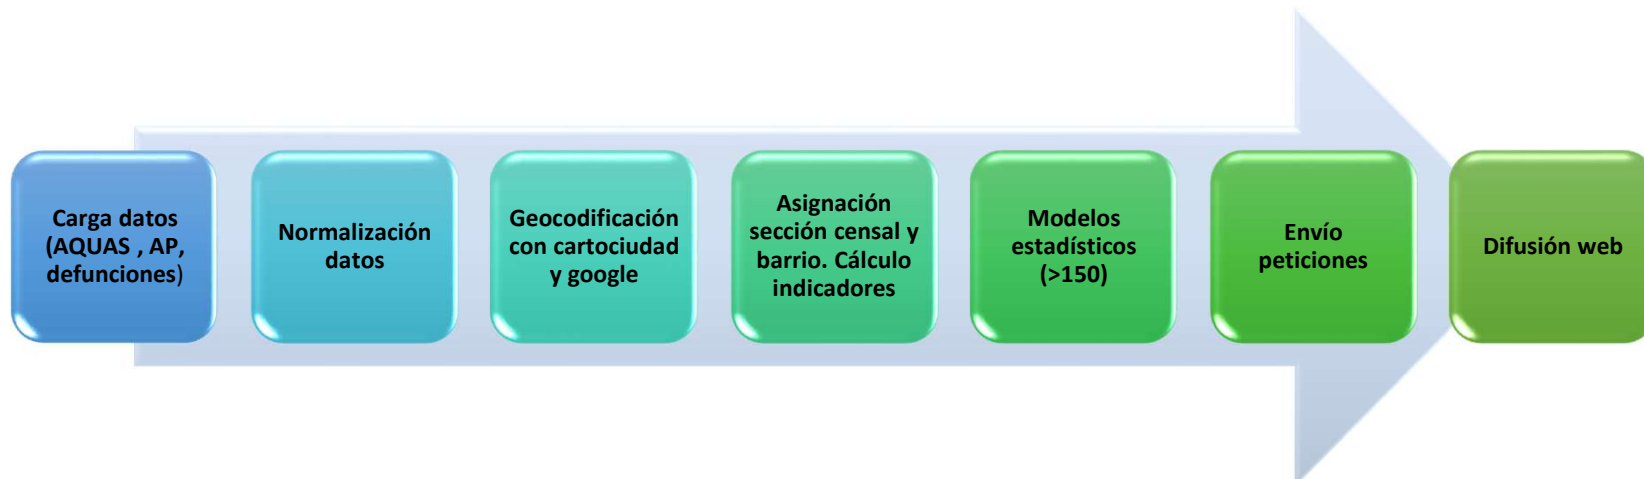 Carga datos
(AQUAS , AP,
defunciones)
Normalización
datos
Geocodificación
con cartociudad
y google
Asignación
sección censal y
barrio. Cálculo
indicadores
Modelos
estadísticos
(>150)
Envío
peticiones
Difusión web